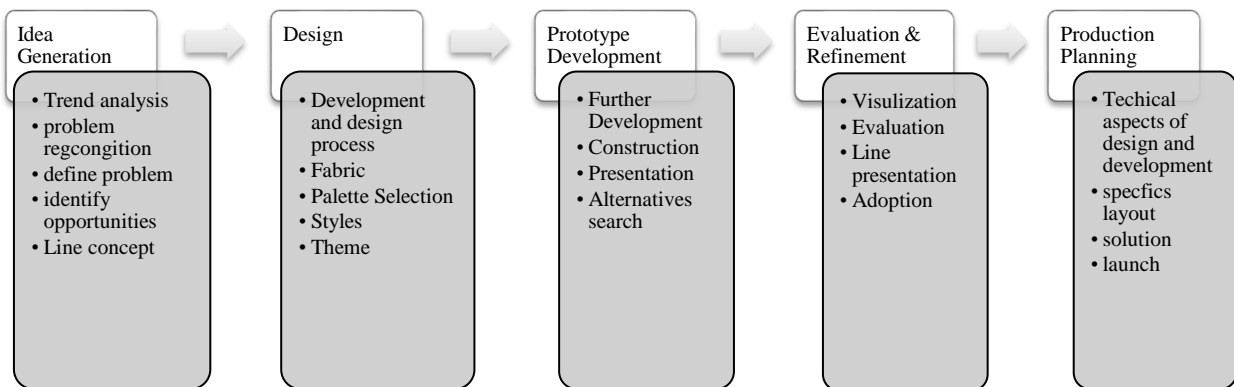 Idea
Generation
• Trend analysis
• problem
regcongition
• define problem
• identify
opportunities
• Line concept
Design
• Development
and design
process
• Fabric
• Palette Selection
• Styles
• Theme
Prototype
Development
• Further
Development
• Construction
• Presentation
• Alternatives
search
Evaluation &
Refinement
• Visulization
• Evaluation
• Line
presentation
• Adoption
Production
Planning
• Techical
aspects of
design and
development
• specfics
layout
• solution
• launch